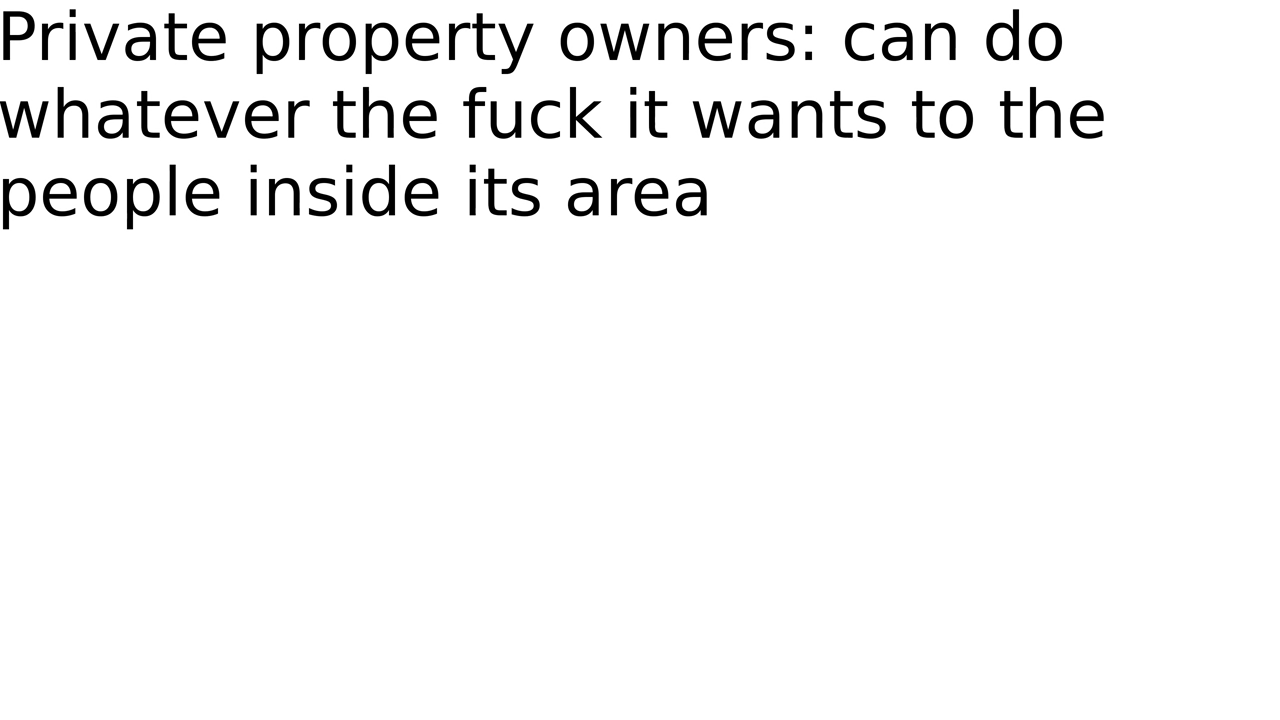 Private property owners: can do
whatever the fuck it wants to the
people inside its area